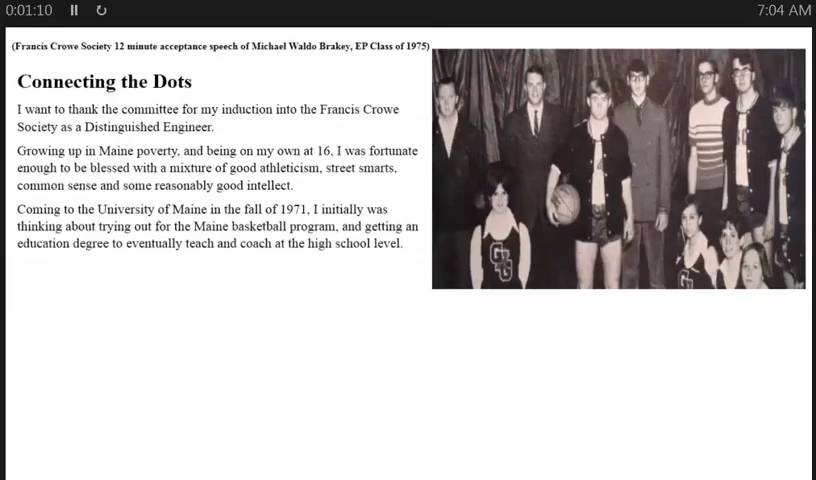 0:01:10
7:04 AM
(Francis Crowe Society 12 minute acceptance speech of Michael Waldo Brakey, EP Class of 1975)
Connecting the Dots
I want to thank the committee for my induction into the Francis Crowe
Society as a Distinguished Engineer.
Growing up in Maine poverty, and being on my own at 16, I was fortunate
enough to be blessed with a mixture of good athleticism, street smarts,
common sense and some reasonably good intellect.
Coming to the University of Maine in the fall of 1971, I initially was
thinking about trying out for the Maine basketball program, and getting an
education degree to eventually teach and coach at the high school level.